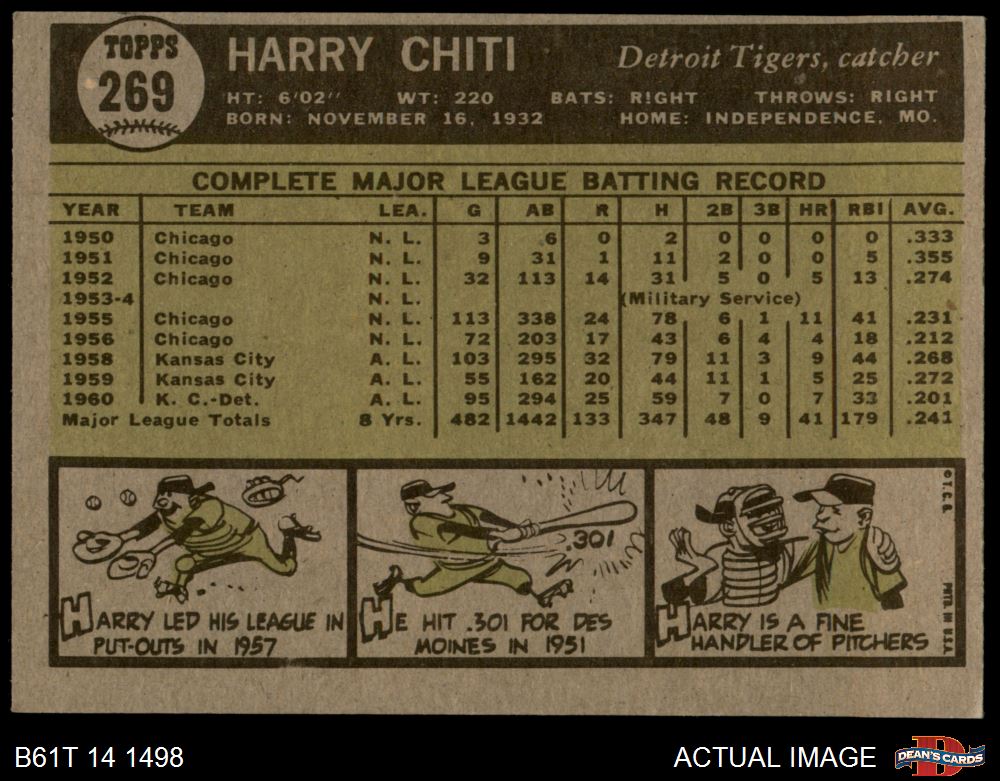 TOPPS
269
HARRY CHITI
Detroit Tigers, catcher
HT: 6'02" WT: 220 BATS: RIGHT THROWS: RIGHT
BORN: NOVEMBER 16, 1932 HOME: INDEPENDENCE, MO.
COMPLETE MAJOR LEAGUE BATTING RECORD
YEAR TEAM LEA. G AB R H 2B 3B HR RBI AVG.
1950 Chicago N. L. 3 6 0 2 0 0 0 0 .333
1951 Chicago N. L. 9 31 1 11 2 0 0 5 .355
1952 Chicago N. L. 32 113 14 31 5 0 5 13 .274
1953-4 N. L. (Military Service)
1955 Chicago N. L. 113 338 24 78 6 1 11 41 .231
1956 Chicago N. L. 72 203 17 43 6 4 4 18 .212
1958 Kansas City A. L. 103 295 32 79 11 3 9 44 .268
1959 Kansas City A. L. 55 162 20 44 11 1 5 25 .272
1960 K. C.-Det. A. L. 95 294 25 59 7 0 7 33 .201
Major League Totals 8 Yrs. 482 1442 133 347 48 9 41 179 .241
HARRY LED HIS LEAGUE IN
PUT-OUTS IN 1957
.301
HE HIT .301 FOR DES
MOINES IN 1951
HARRY IS A FINE
HANDLER OF PITCHERS
© T.C.G.
PRTD. IN U.S.A.
B61T 14 1498
ACTUAL IMAGE
D
DEAN'S CARDS